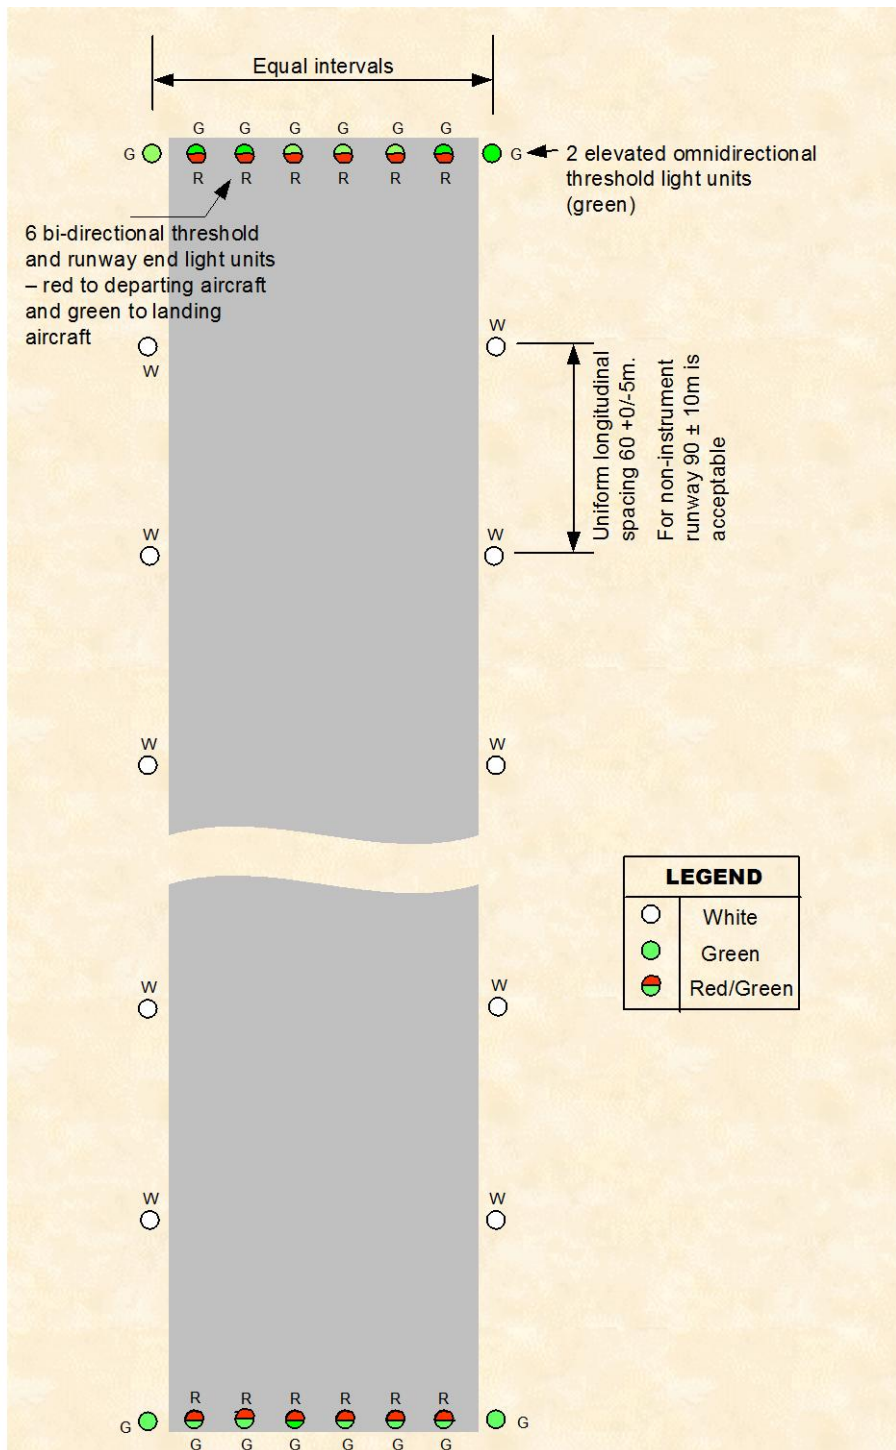 Equal intervals
G G G G G G
G G 2 elevated omnidirectional
threshold light units
(green)
R R R R R R
6 bi-directional threshold
and runway end light units
– red to departing aircraft
and green to landing
aircraft
W
W
Uniform longitudinal
spacing 60 +0/-5m.
For non-instrument
runway 90 ± 10m is
acceptable
W W
W W
LEGEND
White
Green
Red/Green
W W
W W
R R R R R R
G G
G G G G G G